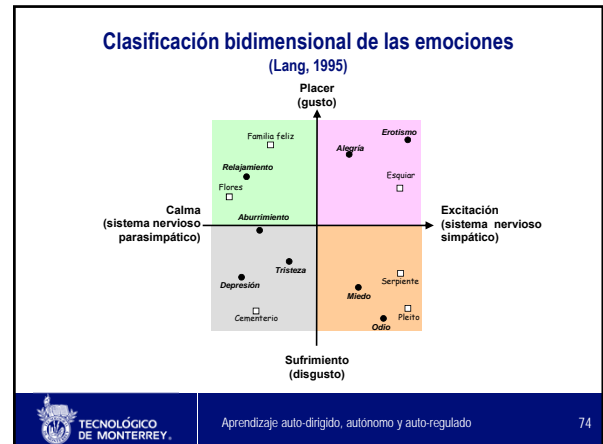 Clasificación bidimensional de las emociones
(Lang, 1995)
Placer
(gusto)
Familia feliz
Erotismo
Alegría
Relajamiento
Esquiar
Flores
Calma
(sistema nervioso
parasimpático)
Aburrimiento
Excitación
(sistema nervioso
simpático)
Tristeza
Depresión
Serpiente
Miedo
Cementerio
Pleito
Odio
Sufrimiento
(disgusto)
TECNOLÓGICO
DE MONTERREY.
Aprendizaje auto-dirigido, autónomo y auto-regulado
74